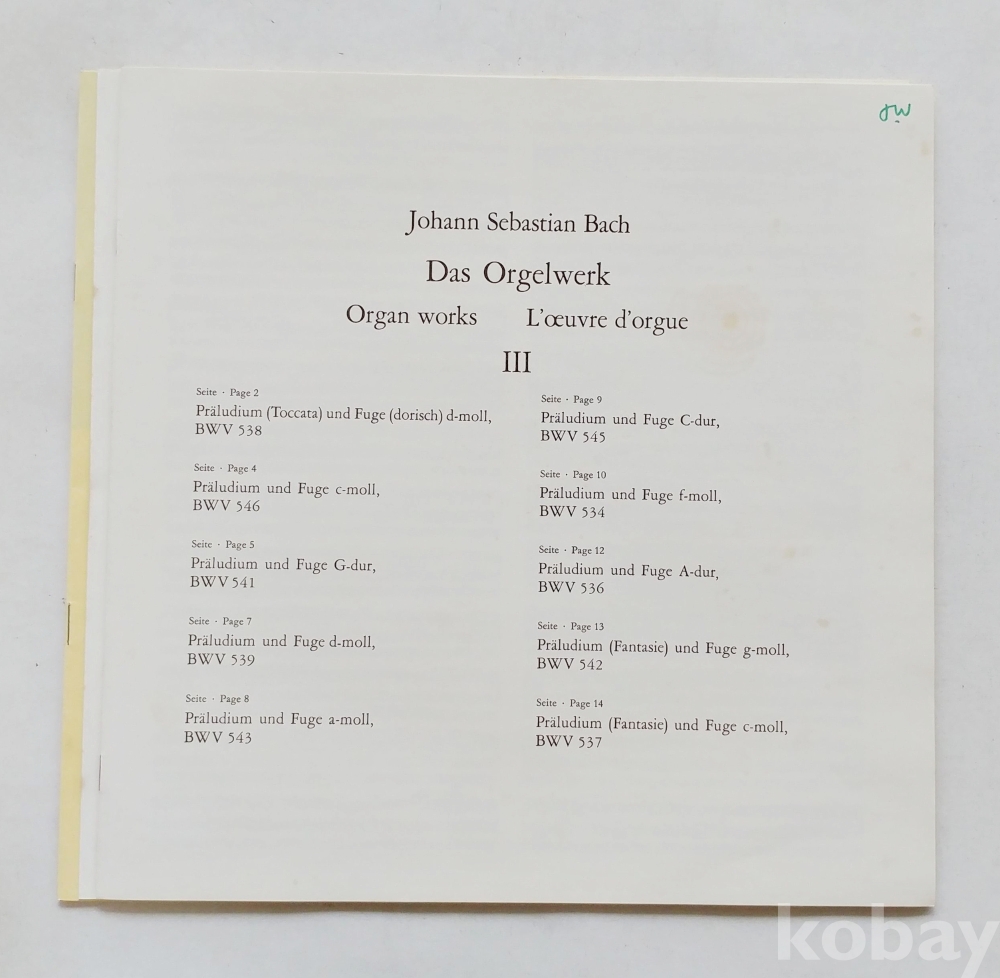 JW
Johann Sebastian Bach
Das Orgelwerk
Organ works L'œuvre d'orgue
III
Seite · Page 2
Präludium (Toccata) und Fuge (dorisch) d-moll,
BWV 538
Seite · Page 4
Präludium und Fuge c-moll,
BWV 546
Seite · Page 5
Präludium und Fuge G-dur,
BWV 541
Seite · Page 7
Präludium und Fuge d-moll,
BWV 539
Seite · Page 8
Präludium und Fuge a-moll,
BWV 543
Seite · Page 9
Präludium und Fuge C-dur,
BWV 545
Seite · Page 10
Präludium und Fuge f-moll,
BWV 534
Seite · Page 12
Präludium und Fuge A-dur,
BWV 536
Seite · Page 13
Präludium (Fantasie) und Fuge g-moll,
BWV 542
Seite · Page 14
Präludium (Fantasie) und Fuge c-moll,
BWV 537
kobay